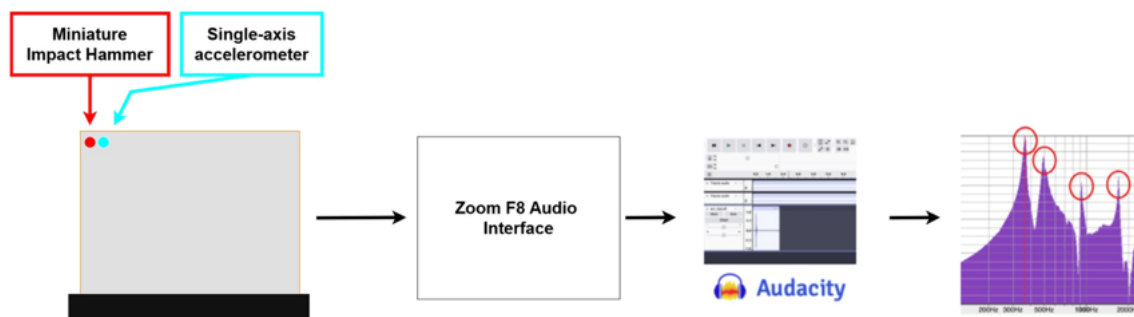 Miniature
Impact Hammer
Single-axis
accelerometer
Zoom F8 Audio
Interface
Audacity
200Hz 300Hz 500Hz 1000Hz 2000